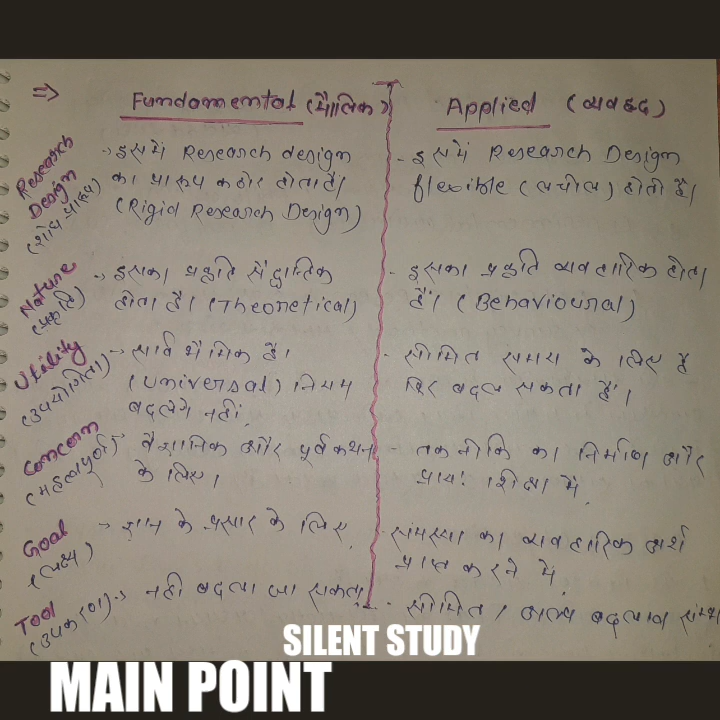 ⇒ Fundamental (मौलिक) Applied (व्यवहृत)
Research Design (शोध प्रारूप)
→ इसमें Research design
का प्रारूप कठोर होता है।
(Rigid Research Design)
- इसमें Research Design
flexible (लचीला) होती है।
Nature (प्रकृति)
→ इसका प्रकृति सैद्धान्तिक
होता है। (Theoretical)
- इसका प्रकृति व्यवहारिक होता
है। (Behavioural)
Utility (उपयोगिता)
→ सार्वभौमिक है।
(Universal) नियम
बदलेगे नहीं.
- सीमित समय के लिए है
फिर बदल सकता है।
Concern (महत्वपूर्ण)
→ वैज्ञानिक और पूर्वकथन
के लिए।
- तकनीकि का निर्माण और
प्रायः शिक्षा में.
Goal (लक्ष्य)
→ ज्ञान के प्रसार के लिए.
- समस्या का व्यवहारिक अर्थ
प्राप्त करने में.
Tool (उपकरण)
→ नही बदला जा सकता.
- सीमित / अल्प बदलाव संभव
SILENT STUDY
MAIN POINT